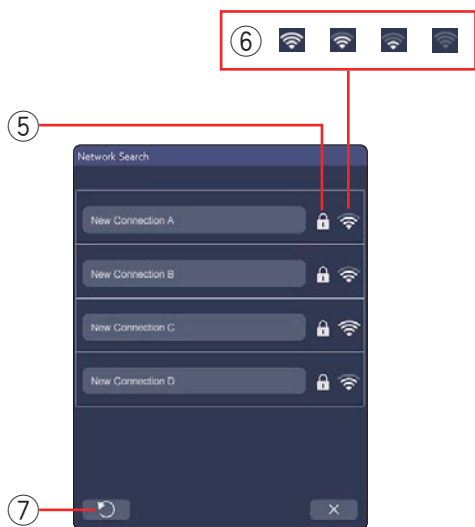 ⑥
⑤
Network Search
New Connection A
New Connection B
New Connection C
New Connection D
⑦